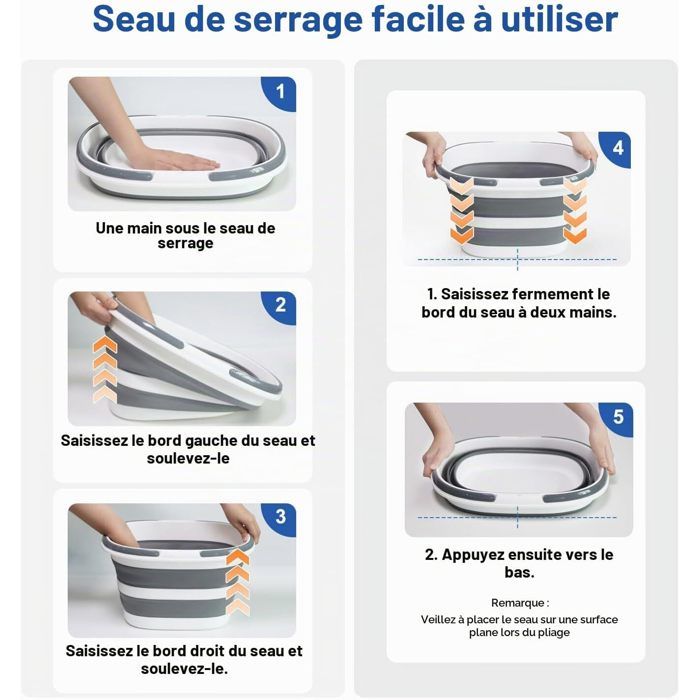 Seau de serrage facile à utiliser
1
Une main sous le seau de
serrage
2
Saisissez le bord gauche du seau et
soulevez-le
3
Saisissez le bord droit du seau et
soulevez-le.
4
1. Saisissez fermement le
bord du seau à deux mains.
5
2. Appuyez ensuite vers le
bas.
Remarque :
Veillez à placer le seau sur une surface
plane lors du pliage